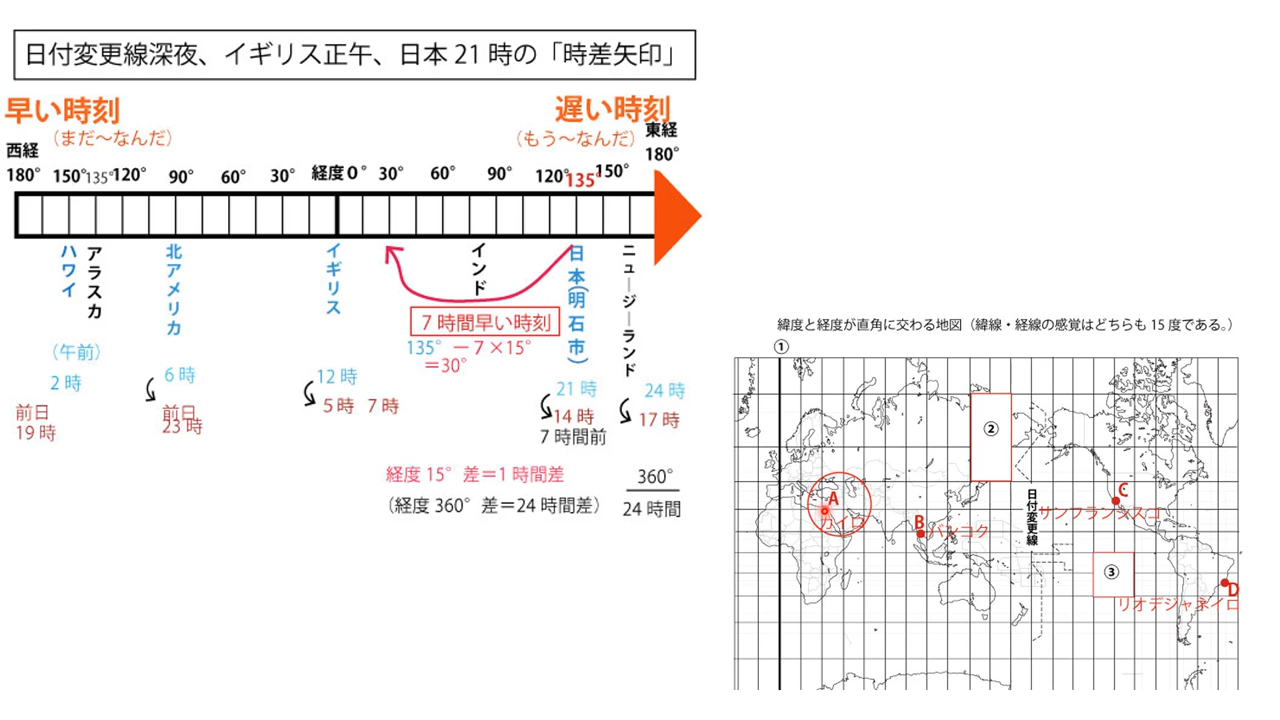 日付変更線深夜、イギリス正午、日本21時の「時差矢印」
早い時刻
遅い時刻
(まだ~なんだ)
(もう~なんだ)
西経
180°
150°
135°
120°
90°
60°
30°
経度0°
30°
60°
90°
120°
135°
150°
東経
180°
ハワイ
アラスカ
北アメリカ
イギリス
インド
日本(明石市)
ニュージーランド
7時間早い時刻
135°-7×15°
=30°
(午前)
2時
6時
12時
21時
24時
前日
19時
前日
23時
5時
7時
14時
17時
7時間前
経度15°差=1時間差
(経度360°差=24時間差)
360°
24時間
緯度と経度が直角に交わる地図(緯線・経線の感覚はどちらも15度である。)
①
②
③
A
カイロ
B
バンコク
日付変更線
C
サンフランシスコ
D
リオデジャネイロ